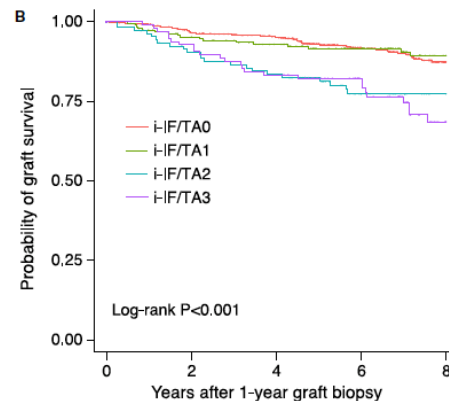 B
Probability of graft survival
1.00
0.75
0.50
0.25
0.00
i-IF/TA0
i-IF/TA1
i-IF/TA2
i-IF/TA3
Log-rank P<0.001
0 2 4 6 8
Years after 1-year graft biopsy